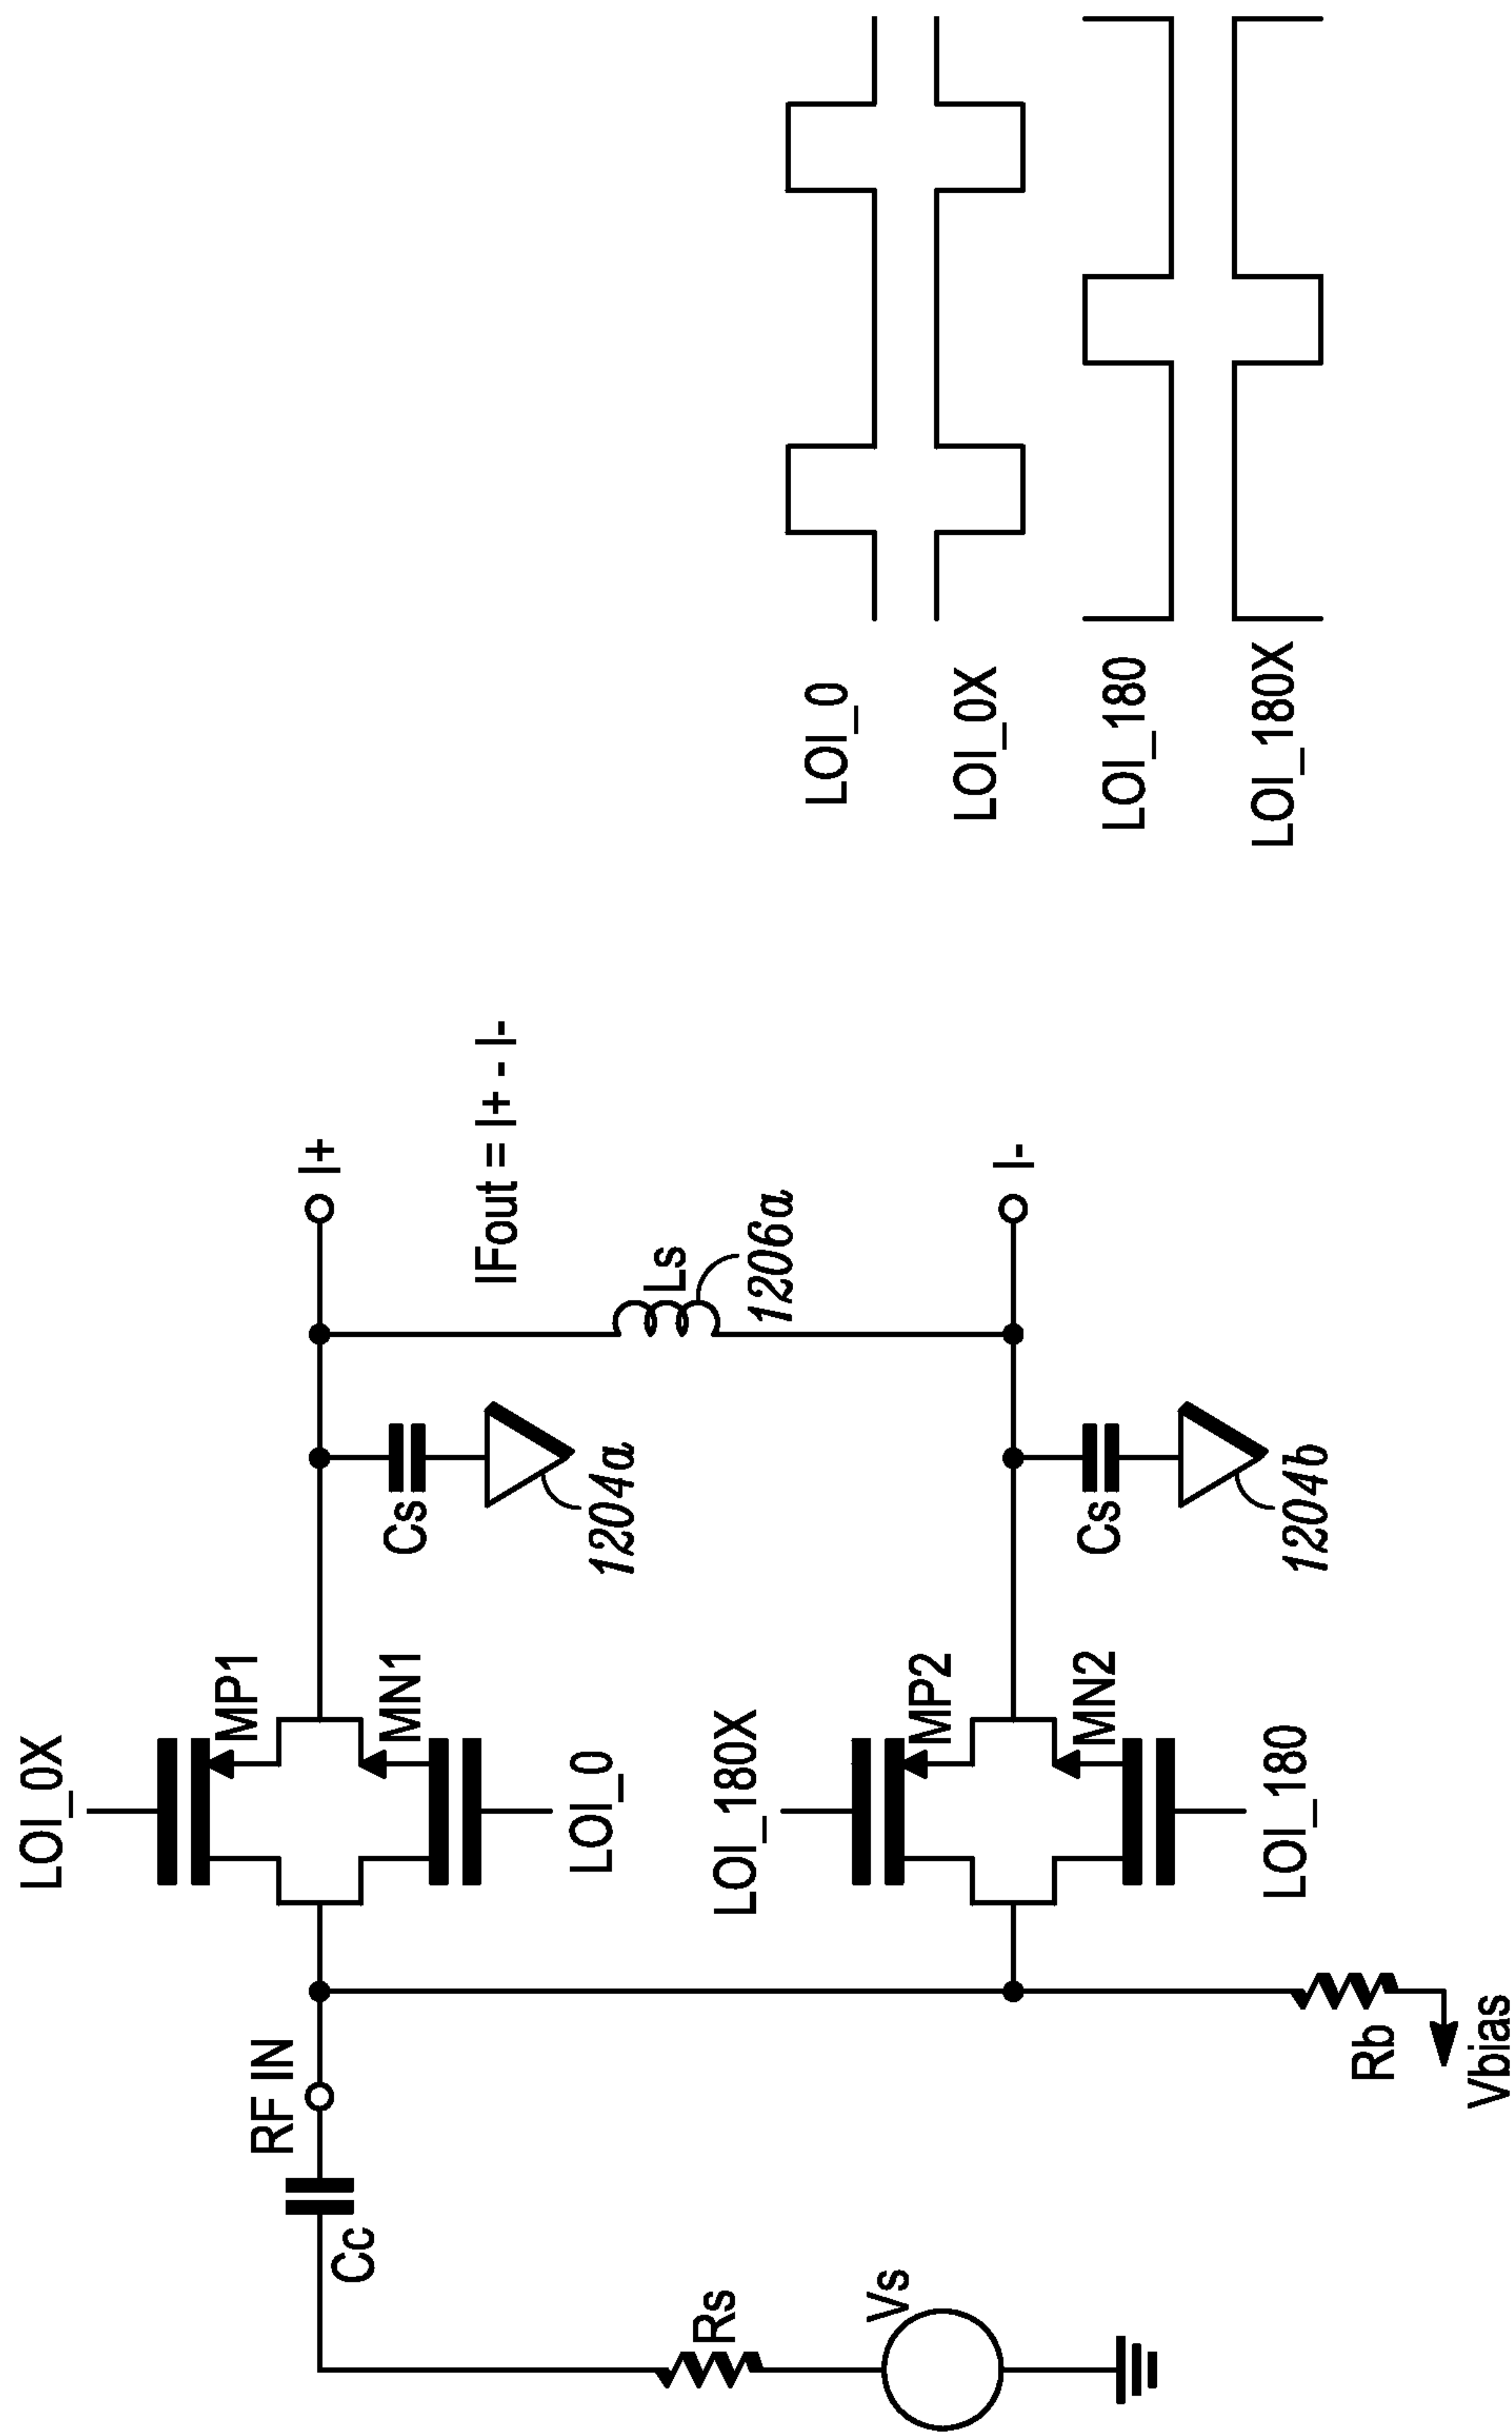 LOI_0X
MP1
MN1
LOI_0
RF IN
Cc
Rs
Vs
Cs
1204a
I+
IFout = I+ - I-
Ls
1206a
LOI_180X
MP2
MN2
LOI_180
Cs
1204b
I-
Rb
Vbias
LOI_0
LOI_0X
LOI_180
LOI_180X